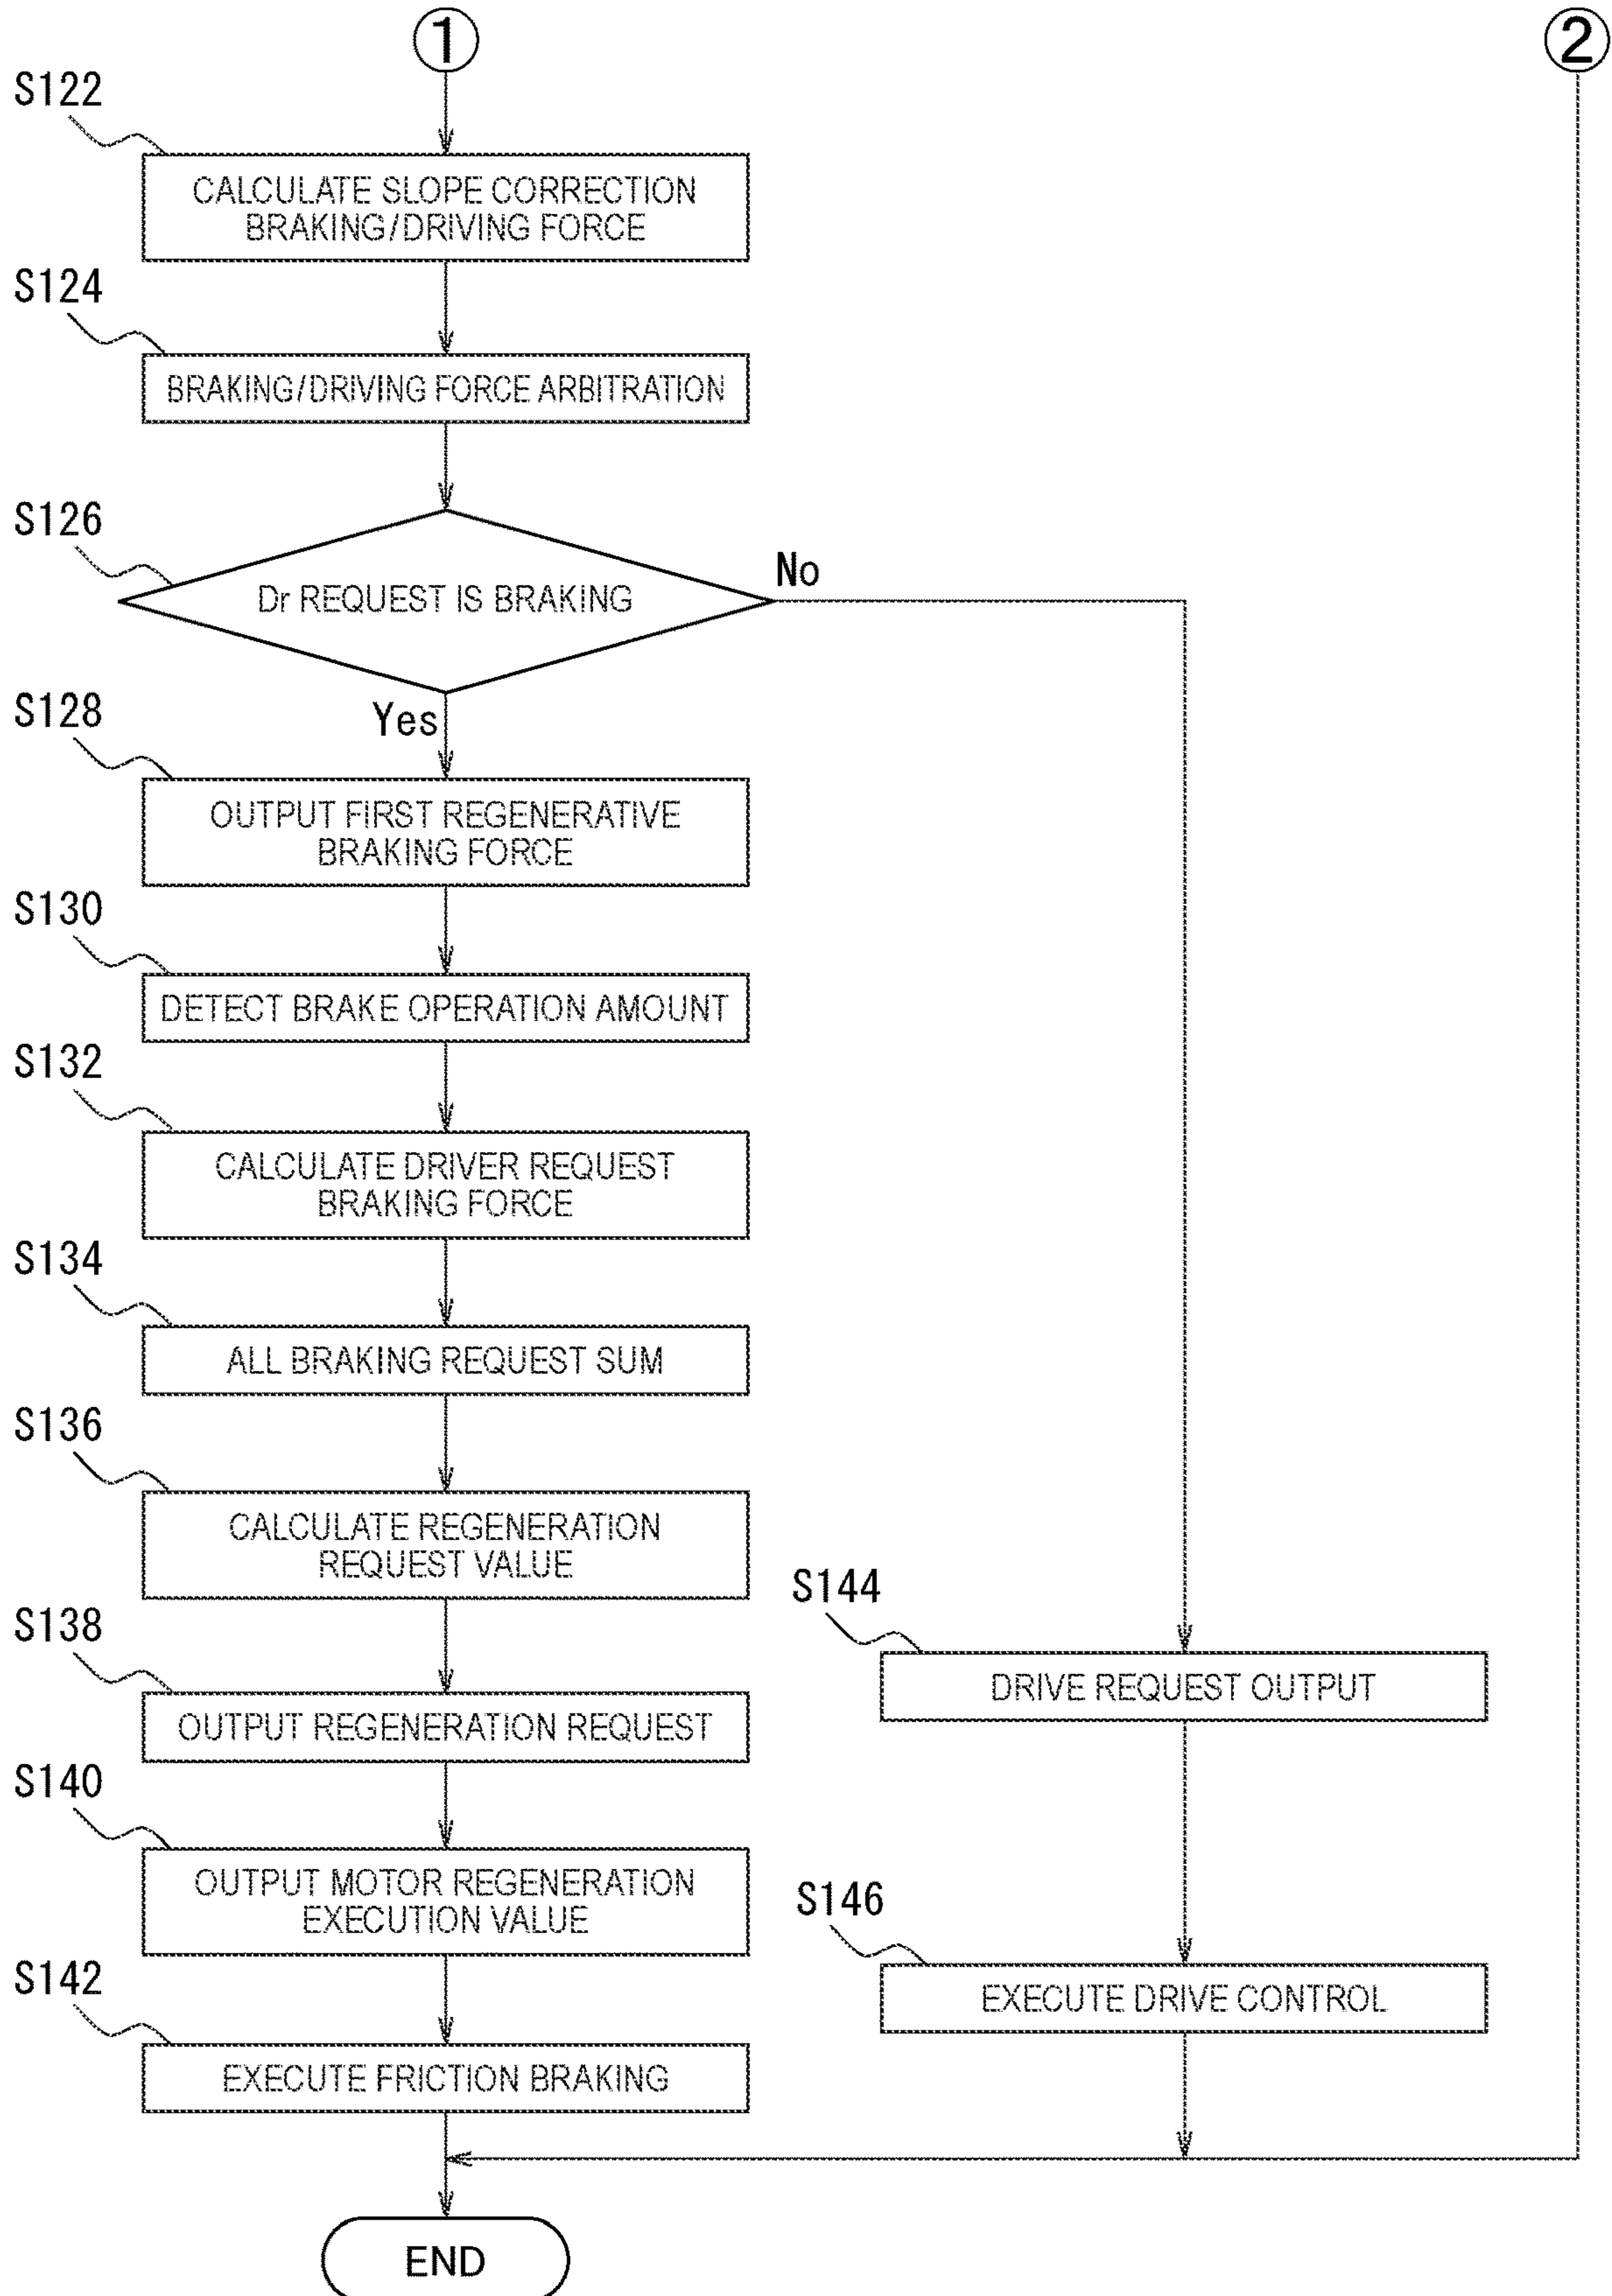 ①
②
S122
CALCULATE SLOPE CORRECTION
BRAKING/DRIVING FORCE
S124
BRAKING/DRIVING FORCE ARBITRATION
S126
Dr REQUEST IS BRAKING
No
Yes
S128
OUTPUT FIRST REGENERATIVE
BRAKING FORCE
S130
DETECT BRAKE OPERATION AMOUNT
S132
CALCULATE DRIVER REQUEST
BRAKING FORCE
S134
ALL BRAKING REQUEST SUM
S136
CALCULATE REGENERATION
REQUEST VALUE
S138
OUTPUT REGENERATION REQUEST
S140
OUTPUT MOTOR REGENERATION
EXECUTION VALUE
S142
EXECUTE FRICTION BRAKING
S144
DRIVE REQUEST OUTPUT
S146
EXECUTE DRIVE CONTROL
END